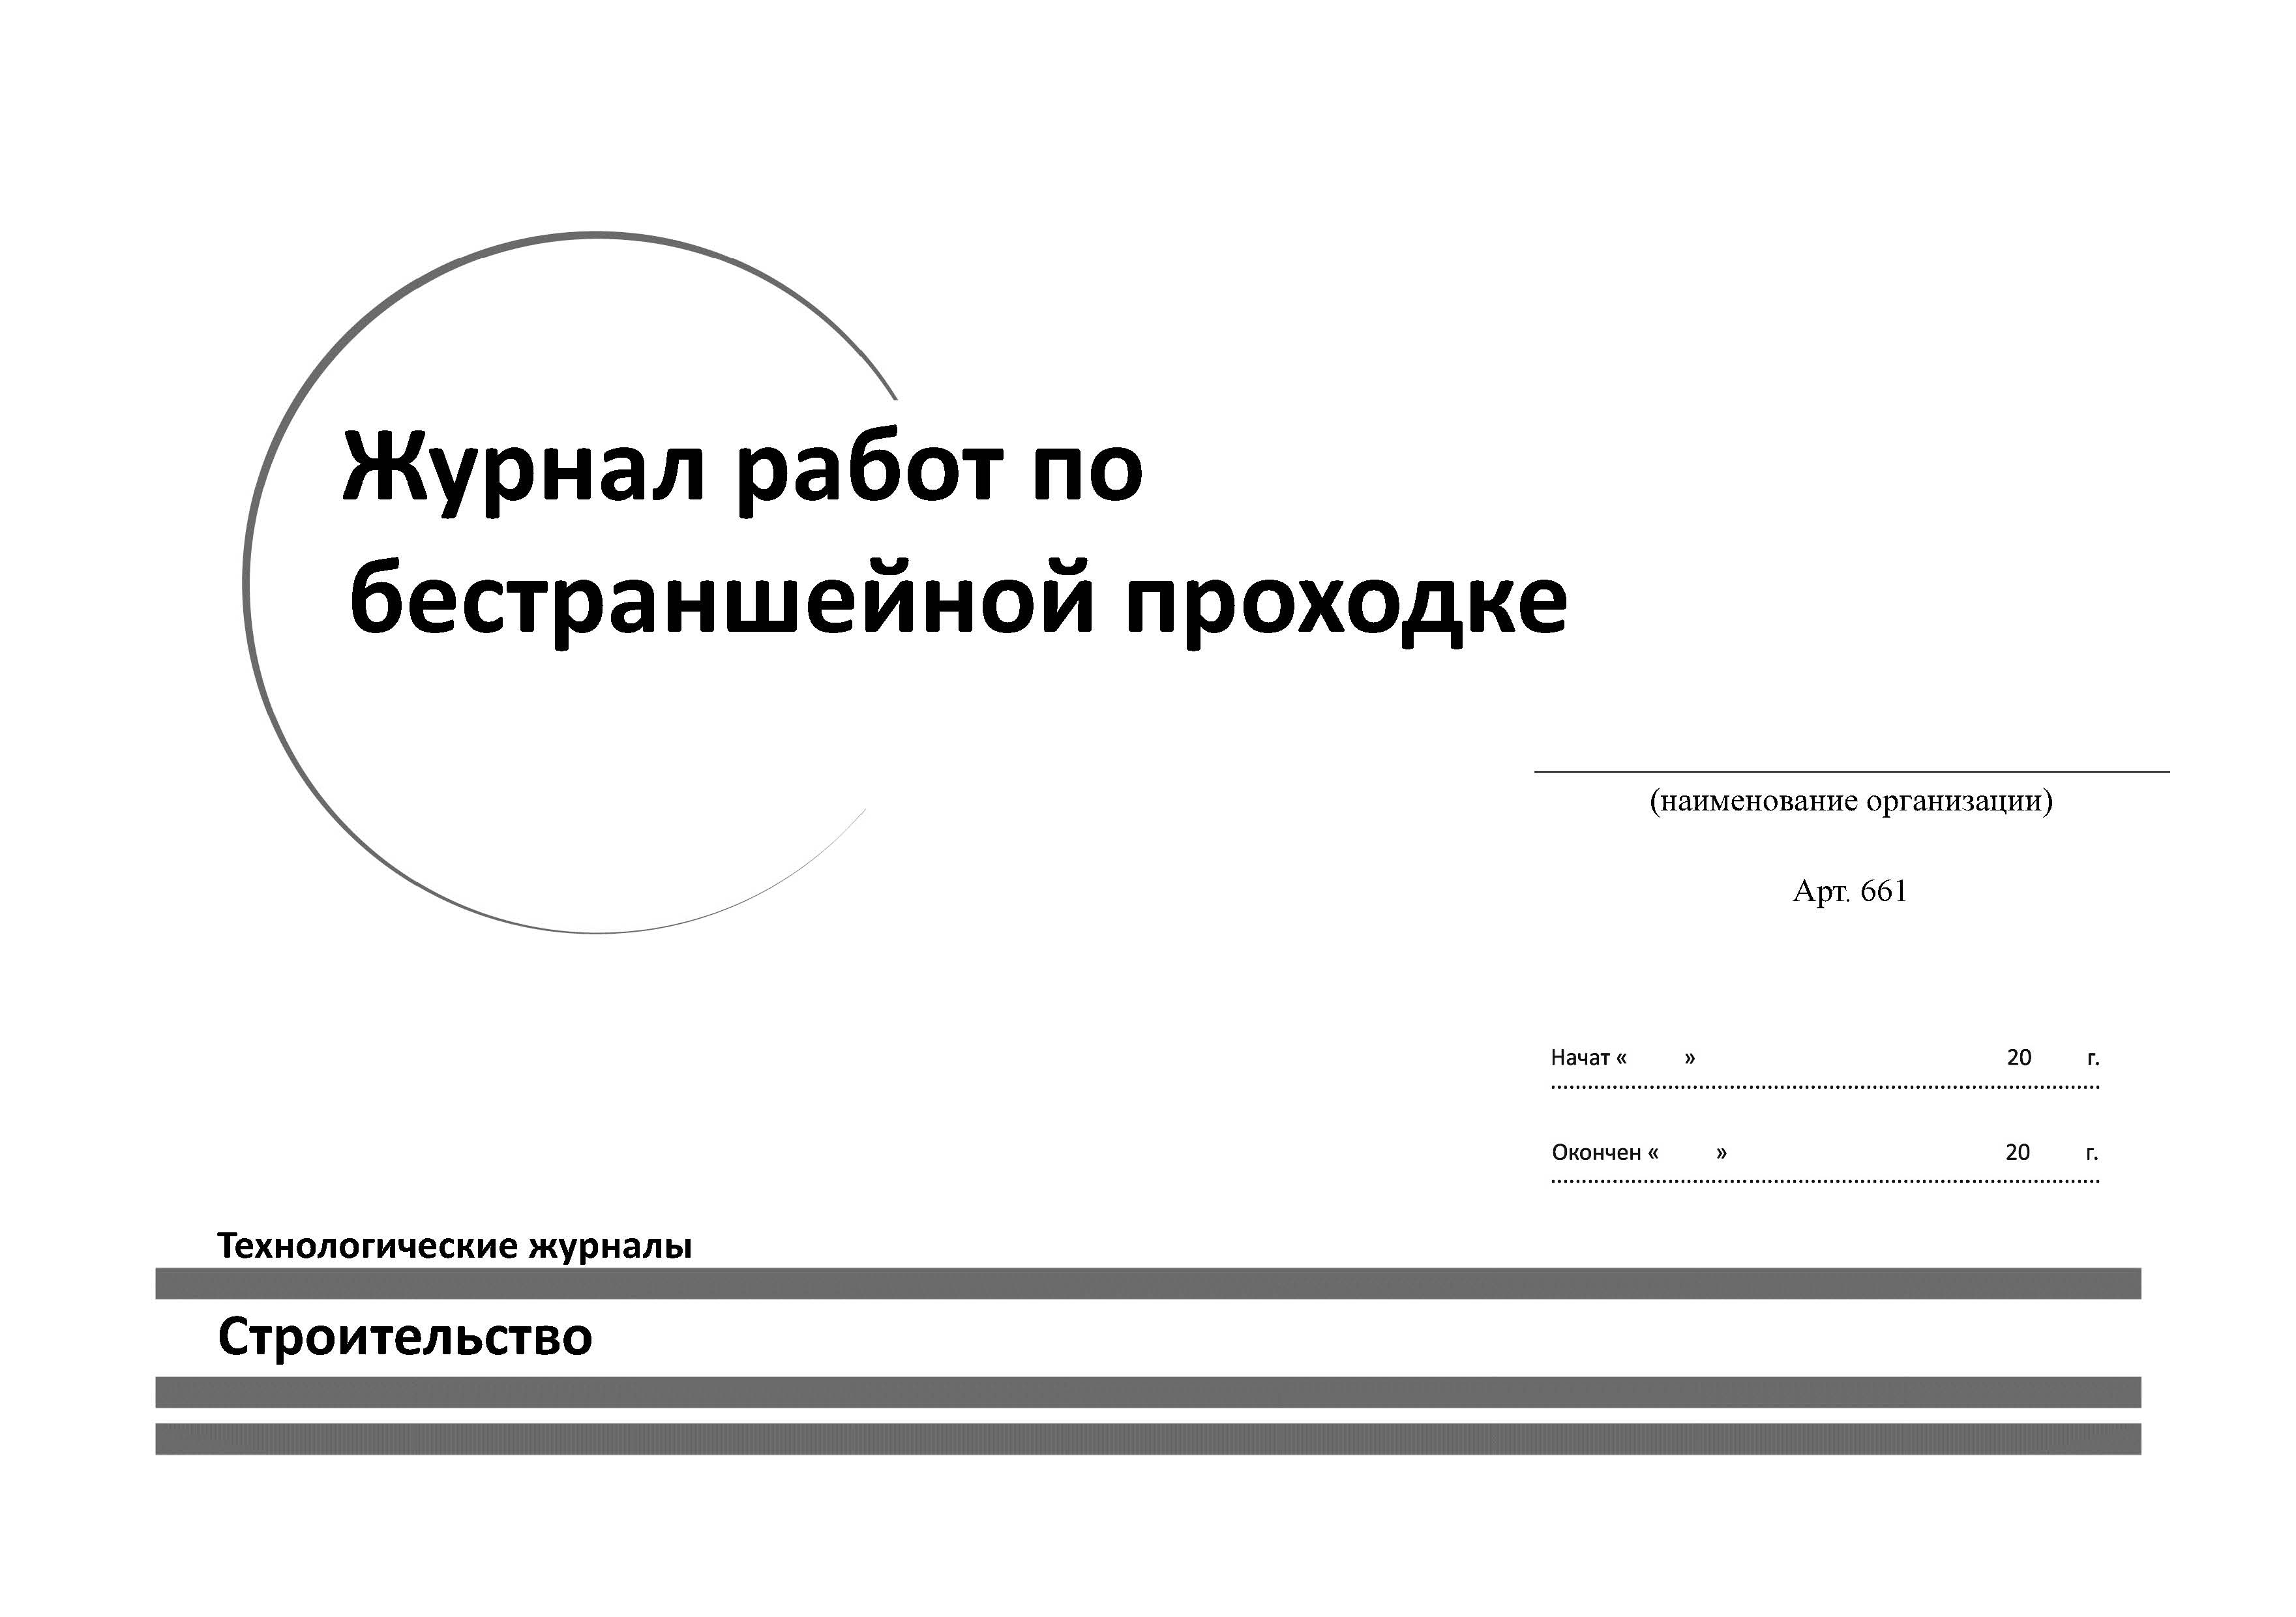 Журнал работ по
бестраншейной проходке
(наименование организации)
Арт. 661
Начат « » 20 г.
Окончен « » 20 г.
Технологические журналы
Строительство